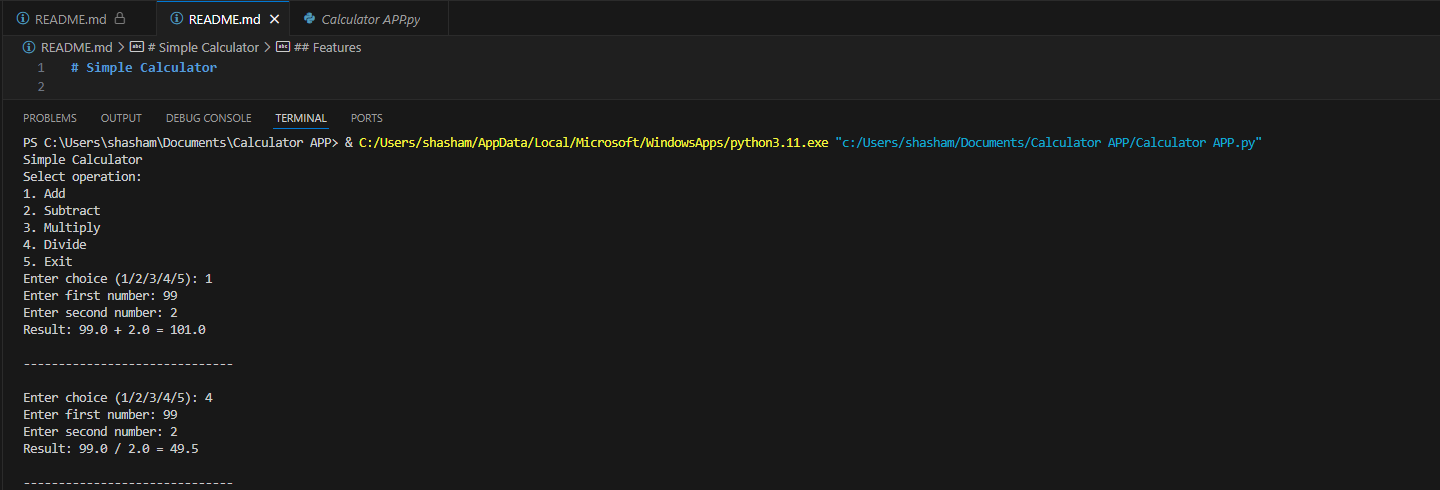 README.md README.md Calculator APP.py
README.md > # Simple Calculator > ## Features
1 # Simple Calculator
2
PROBLEMS OUTPUT DEBUG CONSOLE TERMINAL PORTS
PS C:\Users\shasham\Documents\Calculator APP> & C:/Users/shasham/AppData/Local/Microsoft/WindowsApps/python3.11.exe "c:/Users/shasham/Documents/Calculator APP/Calculator APP.py"
Simple Calculator
Select operation:
1. Add
2. Subtract
3. Multiply
4. Divide
5. Exit
Enter choice (1/2/3/4/5): 1
Enter first number: 99
Enter second number: 2
Result: 99.0 + 2.0 = 101.0
------------------------------
Enter choice (1/2/3/4/5): 4
Enter first number: 99
Enter second number: 2
Result: 99.0 / 2.0 = 49.5
------------------------------